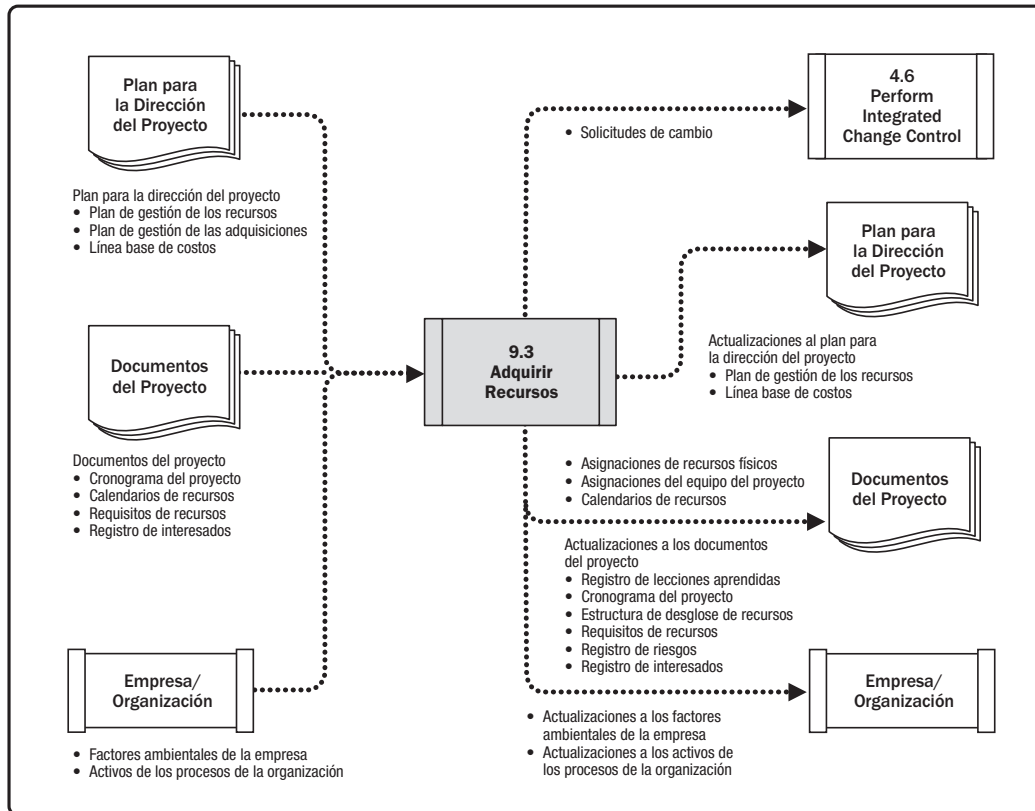 Plan para
la Dirección
del Proyecto
Plan para la dirección del proyecto
• Plan de gestión de los recursos
• Plan de gestión de las adquisiciones
• Línea base de costos
Documentos
del Proyecto
Documentos del proyecto
• Cronograma del proyecto
• Calendarios de recursos
• Requisitos de recursos
• Registro de interesados
Empresa/
Organización
• Factores ambientales de la empresa
• Activos de los procesos de la organización
9.3
Adquirir
Recursos
• Solicitudes de cambio
4.6
Perform
Integrated
Change Control
Plan para
la Dirección
del Proyecto
Actualizaciones al plan para
la dirección del proyecto
• Plan de gestión de los recursos
• Línea base de costos
• Asignaciones de recursos físicos
• Asignaciones del equipo del proyecto
• Calendarios de recursos
Documentos
del Proyecto
Actualizaciones a los documentos
del proyecto
• Registro de lecciones aprendidas
• Cronograma del proyecto
• Estructura de desglose de recursos
• Requisitos de recursos
• Registro de riesgos
• Registro de interesados
Empresa/
Organización
• Actualizaciones a los factores
ambientales de la empresa
• Actualizaciones a los activos de
los procesos de la organización